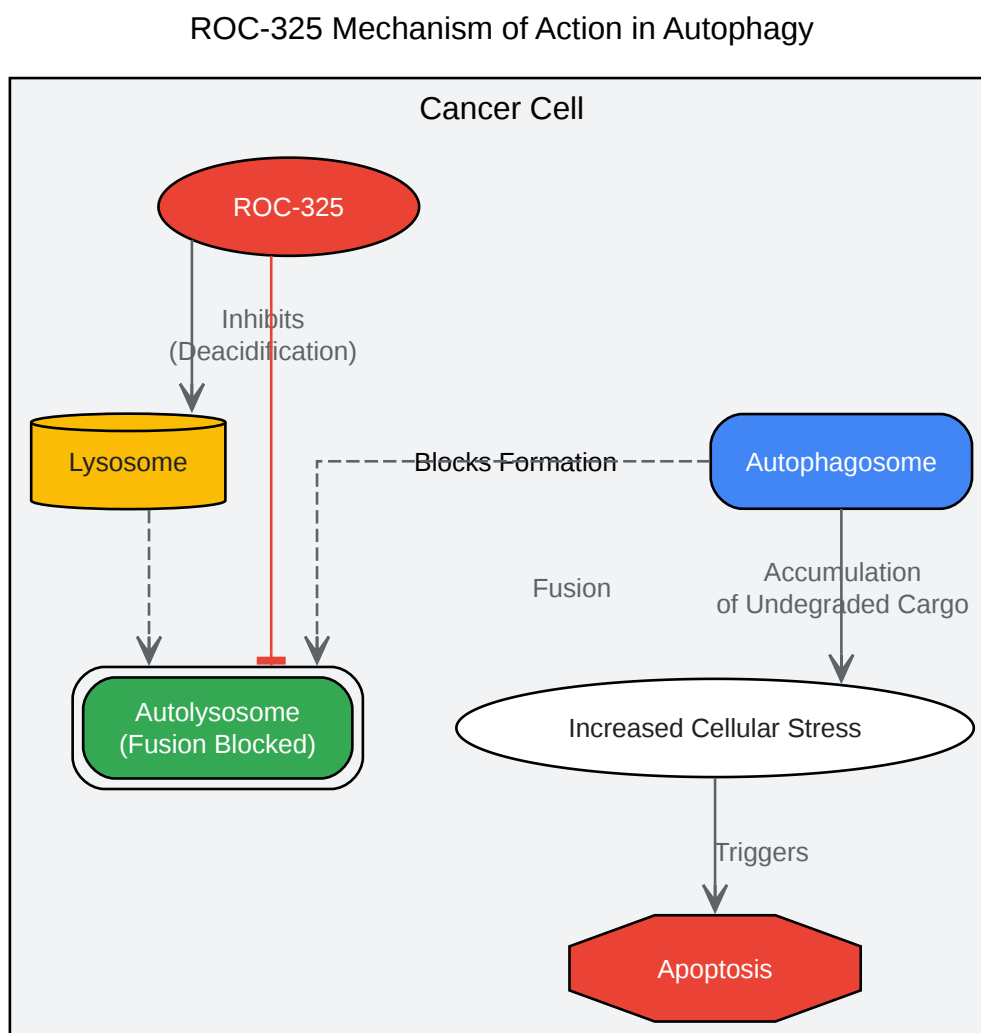 ROC-325 Mechanism of Action in Autophagy
Cancer Cell
ROC-325
Inhibits
(Deacidification)
Lysosome
Blocks Formation
Autophagosome
Fusion
Accumulation
of Undegraded Cargo
Autolysosome
(Fusion Blocked)
Increased Cellular Stress
Triggers
Apoptosis